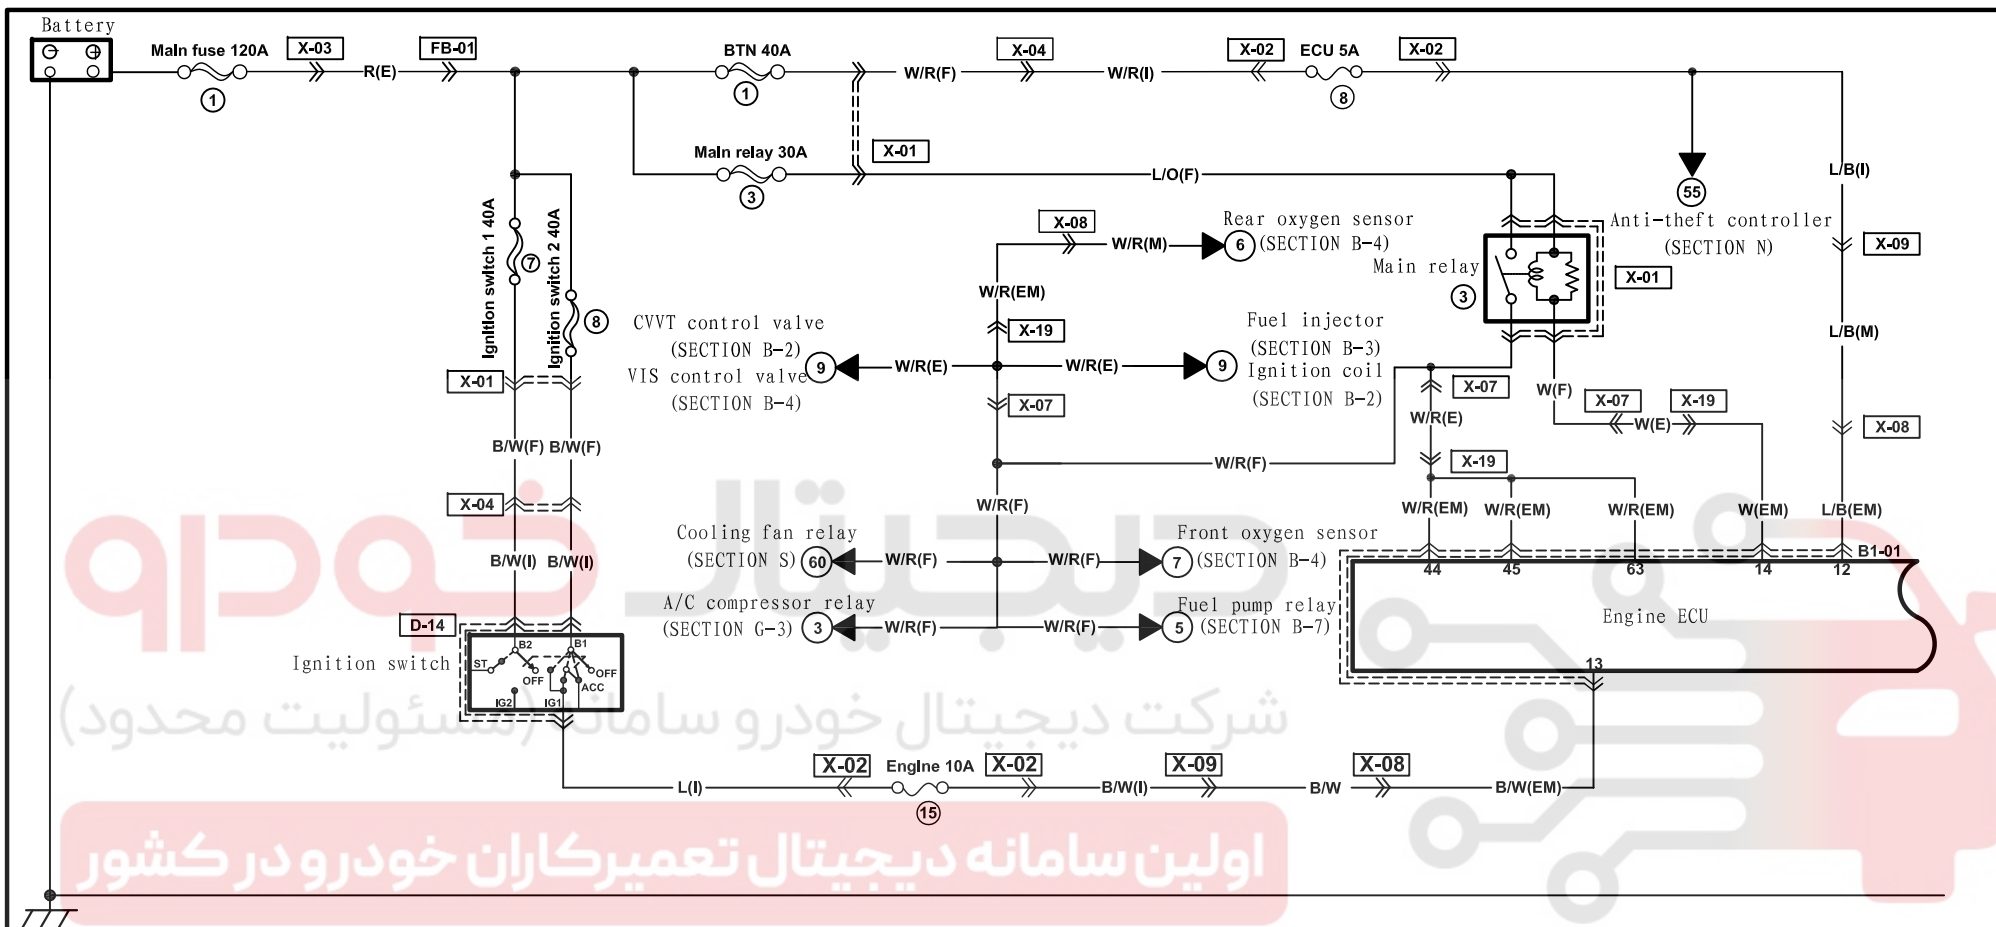 Battery
Main fuse 120A
1
X-03
R(E)
FB-01
BTN 40A
1
W/R(F)
X-04
W/R(I)
X-02
ECU 5A
8
X-02
Main relay 30A
3
X-01
L/O(F)
55
Anti-theft controller
(SECTION N)
L/B(I)
X-09
L/B(M)
X-08
L/B(EM)
Ignition switch 1 40A
7
Ignition switch 2 40A
8
X-08
W/R(M)
6
Rear oxygen sensor
(SECTION B-4)
Main relay
3
X-01
W/R(EM)
X-19
CVVT control valve
(SECTION B-2)
VIS control valve
(SECTION B-4)
9
W/R(E)
W/R(E)
9
Fuel injector
(SECTION B-3)
Ignition coil
(SECTION B-2)
X-07
X-07
W/R(E)
X-19
W(F)
X-07
W(E)
X-19
X-01
B/W(F)
B/W(F)
X-04
B/W(I)
B/W(I)
W/R(F)
W/R(F)
W/R(EM)
W/R(EM)
W/R(EM)
W(EM)
Cooling fan relay
(SECTION S)
60
W/R(F)
W/R(F)
7
Front oxygen sensor
(SECTION B-4)
A/C compressor relay
(SECTION G-3)
3
W/R(F)
W/R(F)
5
Fuel pump relay
(SECTION B-7)
B1-01
44
45
63
14
12
Engine ECU
13
D-14
Ignition switch
B2
B1
ST
OFF
OFF
ACC
IG2
IG1
L(I)
X-02
Engine 10A
15
X-02
B/W(I)
X-09
B/W
X-08
B/W(EM)
دیجیتال خودرو
شرکت دیجیتال خودرو سامانه (مسئولیت محدود)
اولین سامانه دیجیتال تعمیرکاران خودرو در کشور